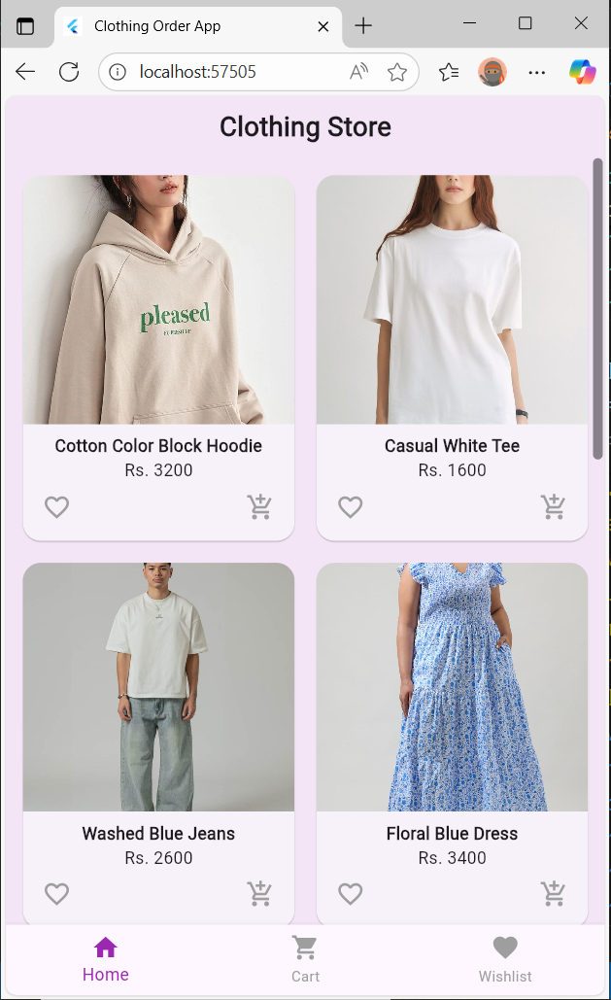 Clothing Order App
localhost:57505
Clothing Store
pleased
Cotton Color Block Hoodie
Rs. 3200
Casual White Tee
Rs. 1600
Washed Blue Jeans
Rs. 2600
Floral Blue Dress
Rs. 3400
Home
Cart
Wishlist